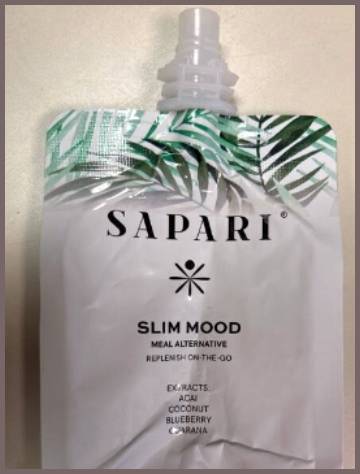 SAPARI®
SLIM MOOD
MEAL ALTERNATIVE
REPLENISH ON-THE-GO
EXTRACTS
ACAI
COCONUT
BLUEBERRY
GUARANA